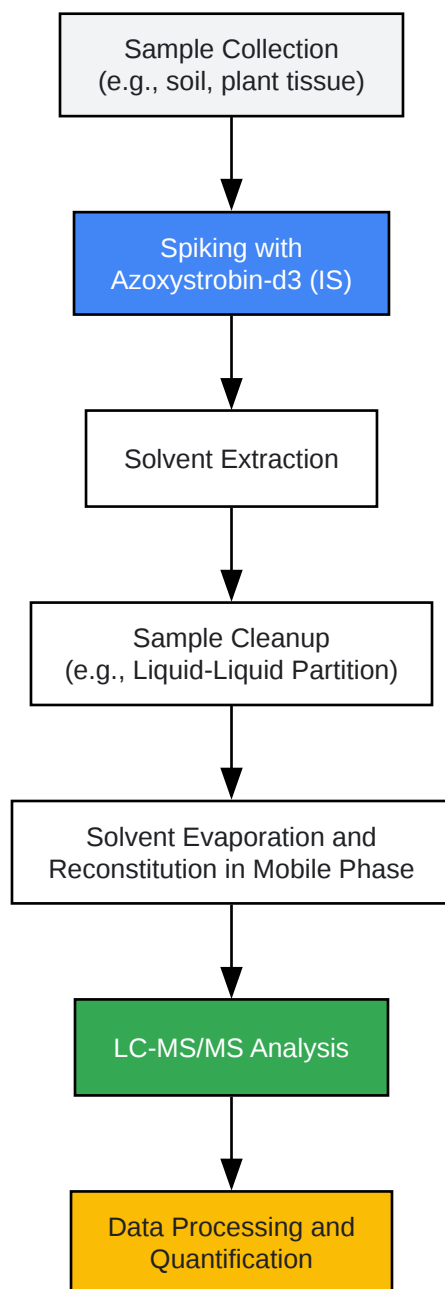 Sample Collection
(e.g., soil, plant tissue)
Spiking with
Azoxystrobin-d3 (IS)
Solvent Extraction
Sample Cleanup
(e.g., Liquid-Liquid Partition)
Solvent Evaporation and
Reconstitution in Mobile Phase
LC-MS/MS Analysis
Data Processing and
Quantification